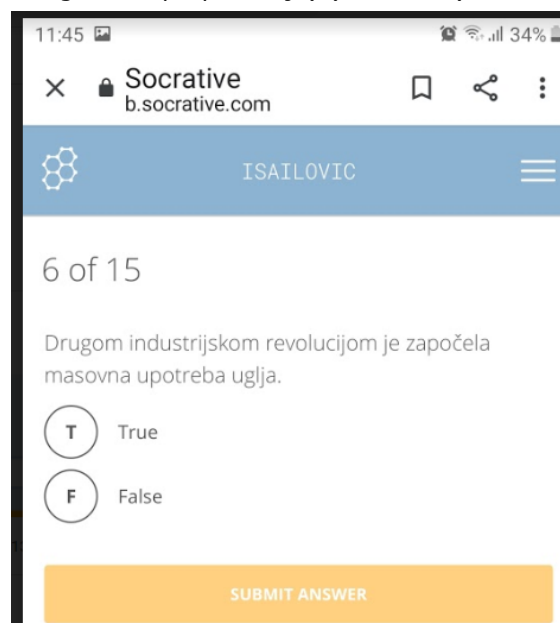 11:45 34%
Socrative
b.socrative.com
ISAILOVIC
6 of 15
Drugom industrijskom revolucijom je započela
masovna upotreba uglja.
T True
F False
SUBMIT ANSWER